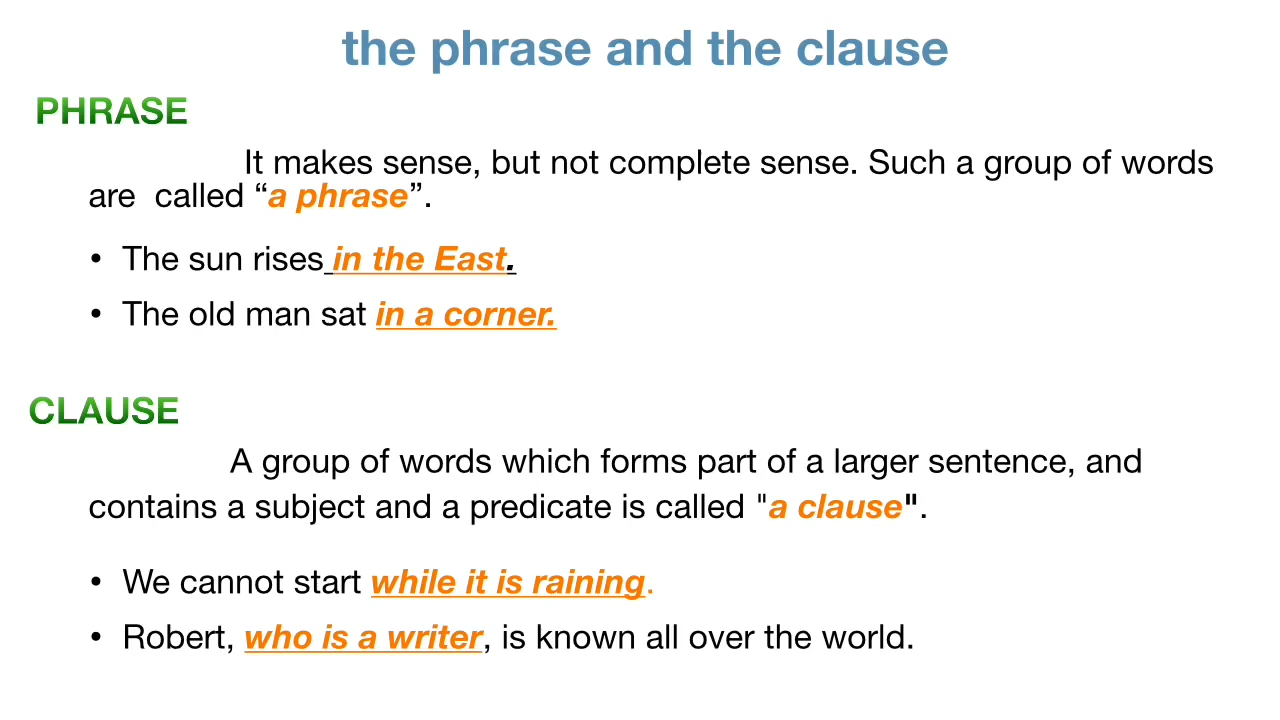 the phrase and the clause
PHRASE
It makes sense, but not complete sense. Such a group of words
are  called “a phrase”.
• The sun rises in the East.
• The old man sat in a corner.
CLAUSE
A group of words which forms part of a larger sentence, and
contains a subject and a predicate is called "a clause".
• We cannot start while it is raining.
• Robert, who is a writer, is known all over the world.